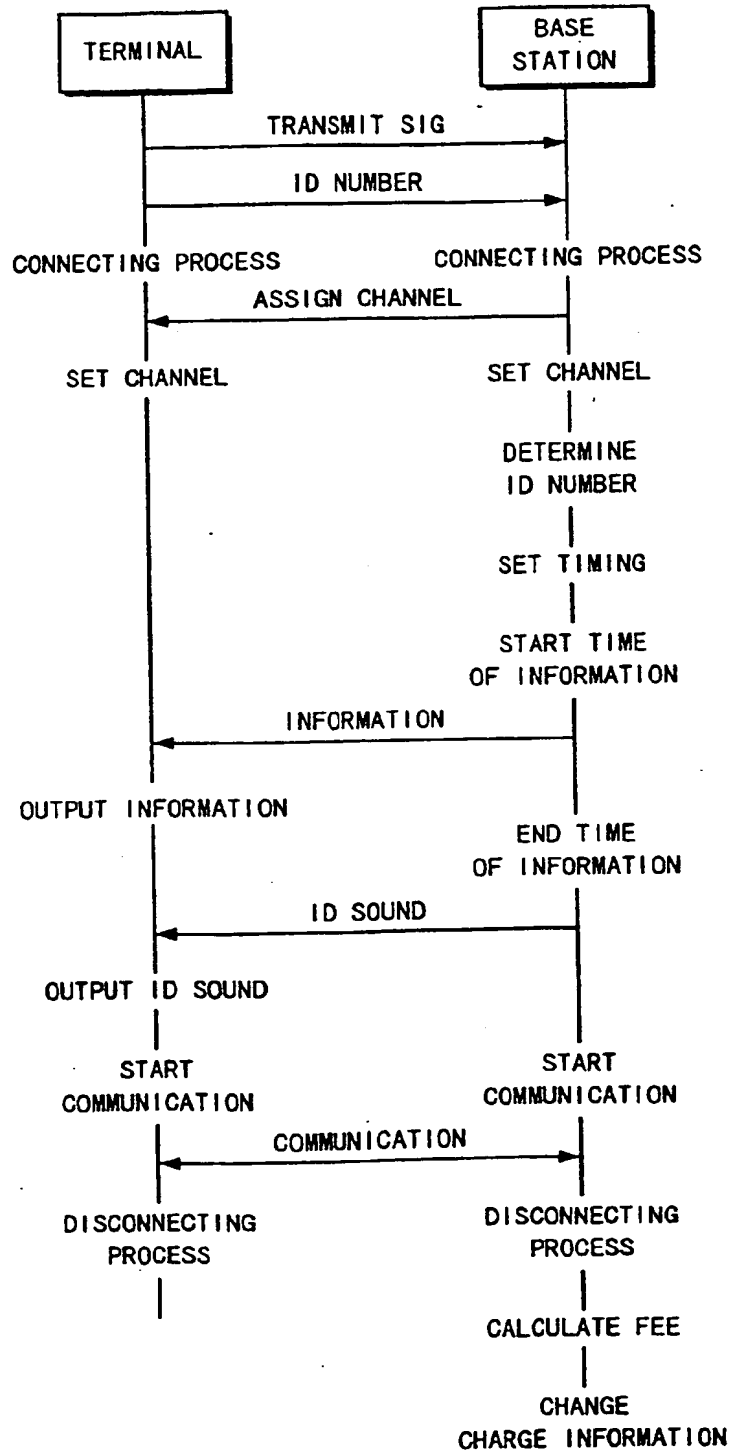 TERMINAL
BASE
STATION
TRANSMIT SIG
ID NUMBER
CONNECTING PROCESS
CONNECTING PROCESS
ASSIGN CHANNEL
SET CHANNEL
SET CHANNEL
DETERMINE
ID NUMBER
SET TIMING
START TIME
OF INFORMATION
INFORMATION
OUTPUT INFORMATION
END TIME
OF INFORMATION
ID SOUND
OUTPUT ID SOUND
START
COMMUNICATION
START
COMMUNICATION
COMMUNICATION
DISCONNECTING
PROCESS
DISCONNECTING
PROCESS
CALCULATE FEE
CHANGE
CHARGE INFORMATION